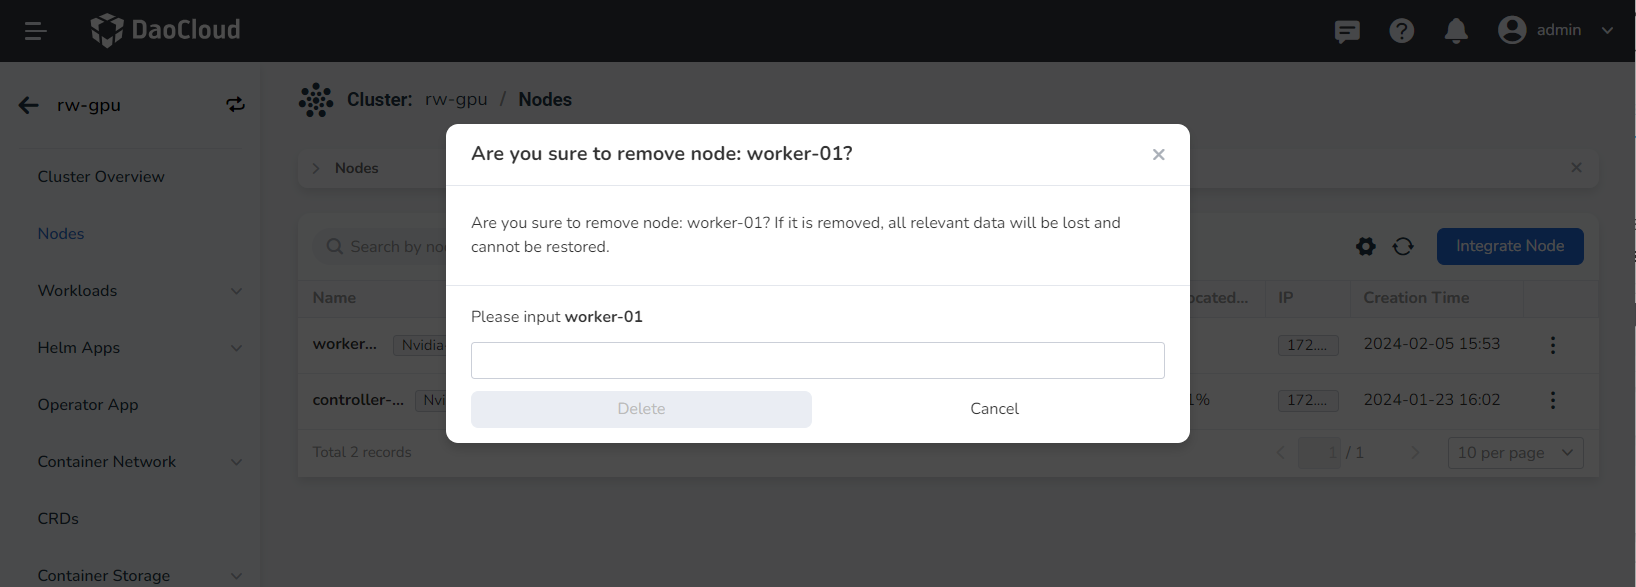 DaoCloud
admin
rw-gpu
Cluster: rw-gpu / Nodes
Are you sure to remove node: worker-01?
Nodes
Cluster Overview
Are you sure to remove node: worker-01? If it is removed, all relevant data will be lost and
cannot be restored.
Nodes
Search by
Integrate Node
Workloads
Name
IP
Creation Time
Please input worker-01
Helm Apps
worker...
Nvidia-
172....
2024-02-05 15:53
controller-...
172....
2024-01-23 16:02
Operator App
Delete
Cancel
Total 2 records
1 / 1
10 per page
Container Network
CRDs
Container Storage